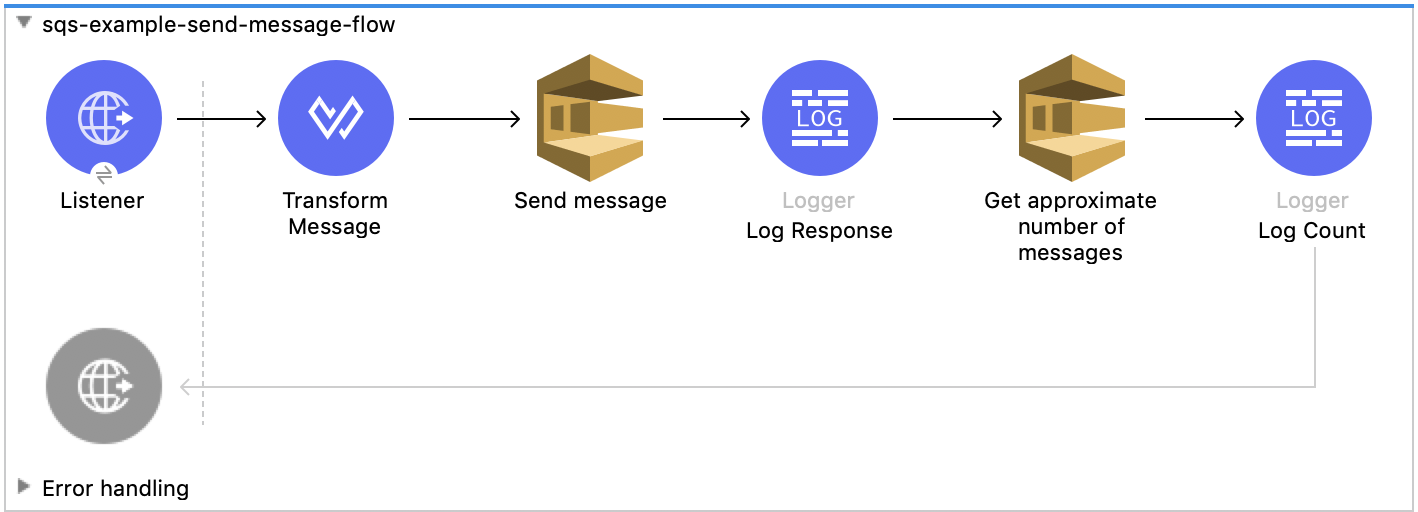 sqs-example-send-message-flow
LOG
LOG
Listener
Transform
Message
Send message
Logger
Log Response
Get approximate
number of
messages
Logger
Log Count
Error handling